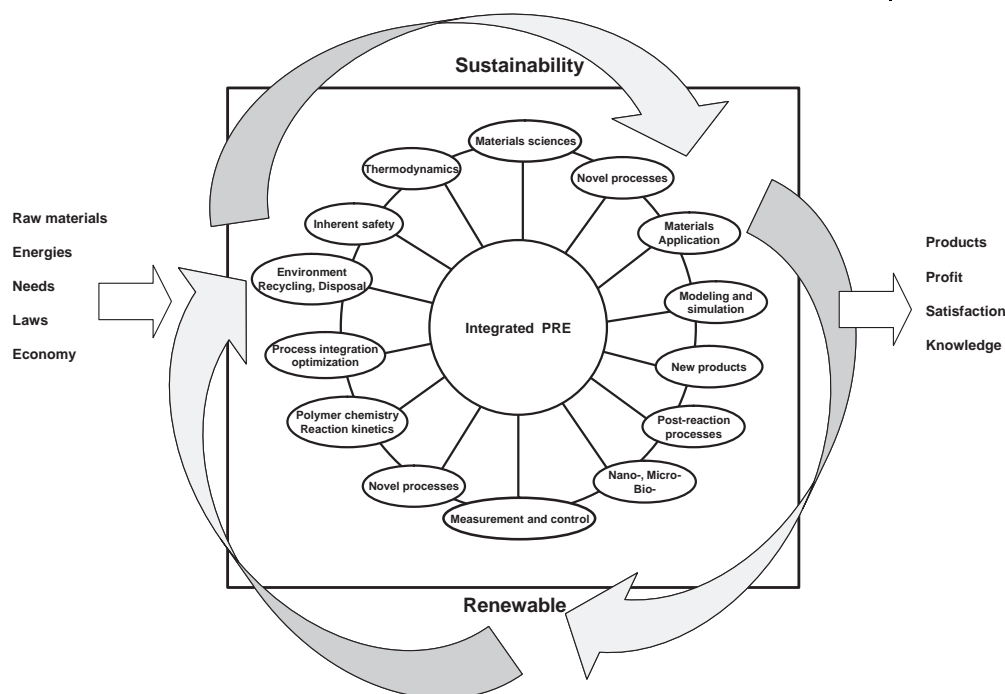 Sustainability
Materials sciences
Thermodynamics
Novel processes
Inherent safety
Materials
Application
Environment
Recycling, Disposal
Modeling and
simulation
Integrated PRE
Process integration
optimization
New products
Polymer chemistry
Reaction kinetics
Post-reaction
processes
Novel processes
Nano-, Micro-
Bio-
Measurement and control
Renewable
Raw materials
Energies
Needs
Laws
Economy
Products
Profit
Satisfaction
Knowledge